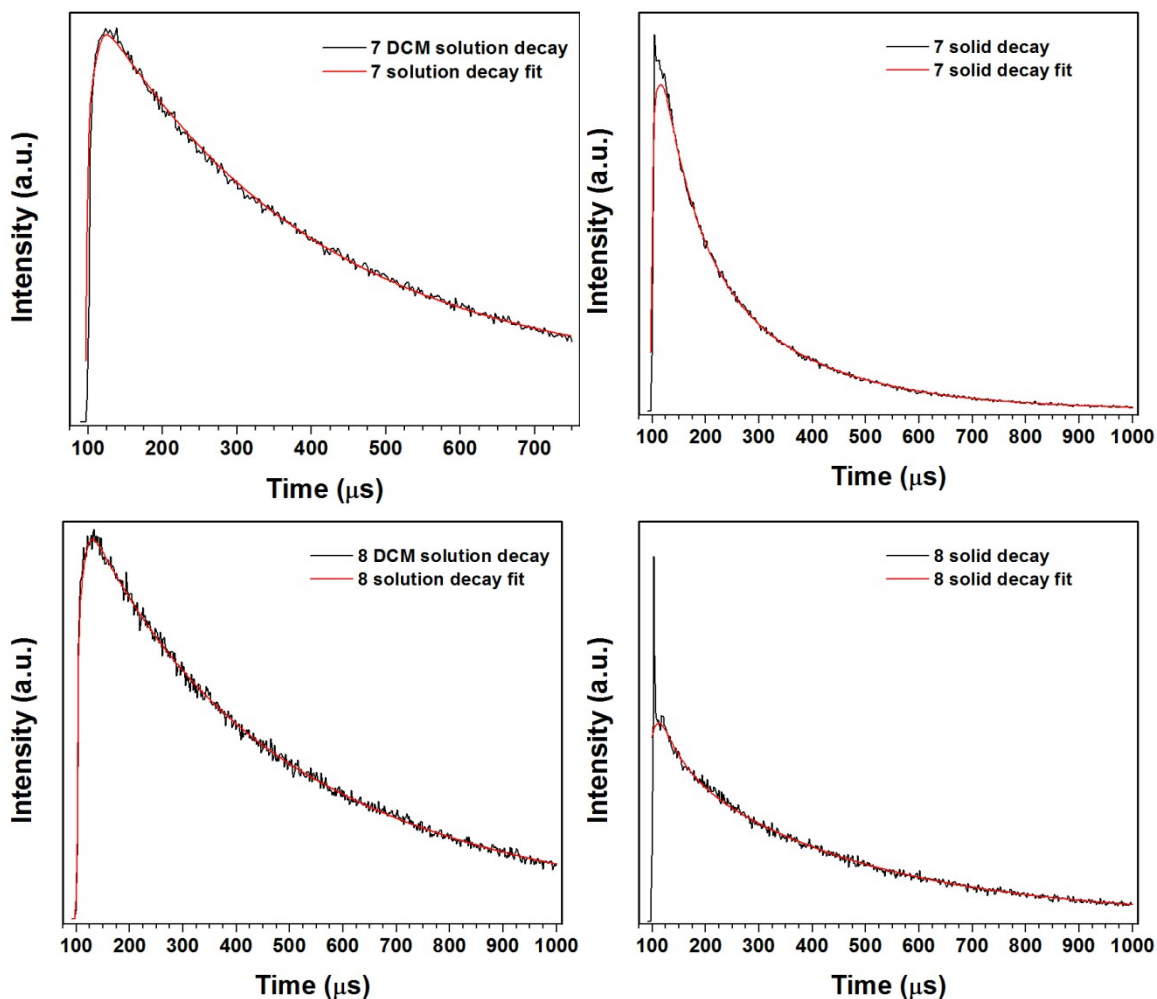 7 DCM solution decay
7 solution decay fit
Intensity (a.u.)
100 200 300 400 500 600 700
Time (μs)
7 solid decay
7 solid decay fit
Intensity (a.u.)
100 200 300 400 500 600 700 800 900 1000
Time (μs)
8 DCM solution decay
8 solution decay fit
Intensity (a.u.)
100 200 300 400 500 600 700 800 900 1000
Time (μs)
8 solid decay
8 solid decay fit
Intensity (a.u.)
100 200 300 400 500 600 700 800 900 1000
Time (μs)